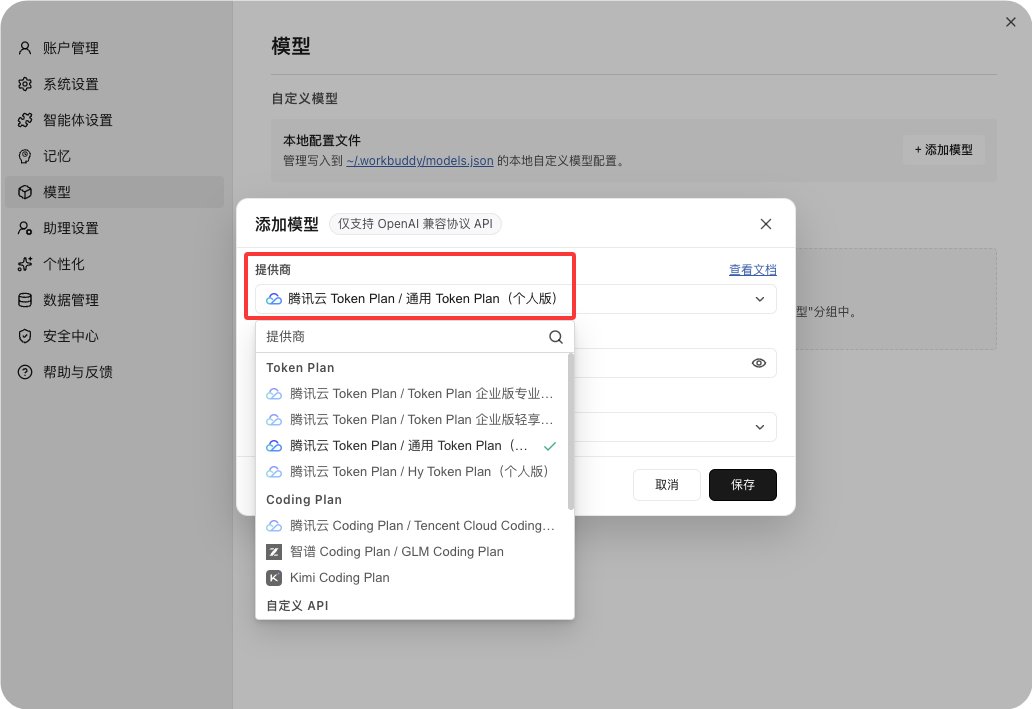 账户管理
系统设置
智能体设置
记忆
模型
助理设置
个性化
数据管理
安全中心
帮助与反馈
模型
自定义模型
本地配置文件
管理写入到 ~/.workbuddy/models.json 的本地自定义模型配置。
+ 添加模型
型"分组中。
添加模型 仅支持 OpenAI 兼容协议 API
提供商 查看文档
腾讯云 Token Plan / 通用 Token Plan（个人版）
提供商
Token Plan
腾讯云 Token Plan / Token Plan 企业版专业...
腾讯云 Token Plan / Token Plan 企业版轻享...
腾讯云 Token Plan / 通用 Token Plan（...
腾讯云 Token Plan / Hy Token Plan（个人版）
Coding Plan
腾讯云 Coding Plan / Tencent Cloud Coding...
智谱 Coding Plan / GLM Coding Plan
Kimi Coding Plan
自定义 API
取消 保存